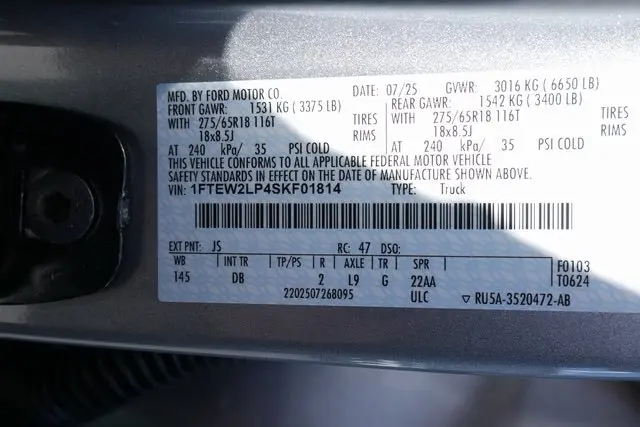 MFD. BY FORD MOTOR CO. DATE: 07/25 GVWR: 3016 KG ( 6650 LB)
FRONT GAWR: 1531 KG ( 3375 LB) REAR GAWR: 1542 KG ( 3400 LB)
WITH 275/65R18 116T TIRES WITH 275/65R18 116T TIRES
18x8.5J RIMS 18x8.5J RIMS
AT 240 kPa/ 35 PSI COLD AT 240 kPa/ 35 PSI COLD
THIS VEHICLE CONFORMS TO ALL APPLICABLE FEDERAL MOTOR VEHICLE
SAFETY STANDARDS IN EFFECT ON THE DATE OF MANUFACTURE SHOWN ABOVE.
VIN: 1FTEW2LP4SKF01814 TYPE: Truck
EXT PNT: JS RC: 47 DSO:
WB INT TR TP/PS R AXLE TR SPR F0103
145 DB 2 L9 G 22AA T0624
2202507268095 ULC ▽ RU5A-3520472-AB